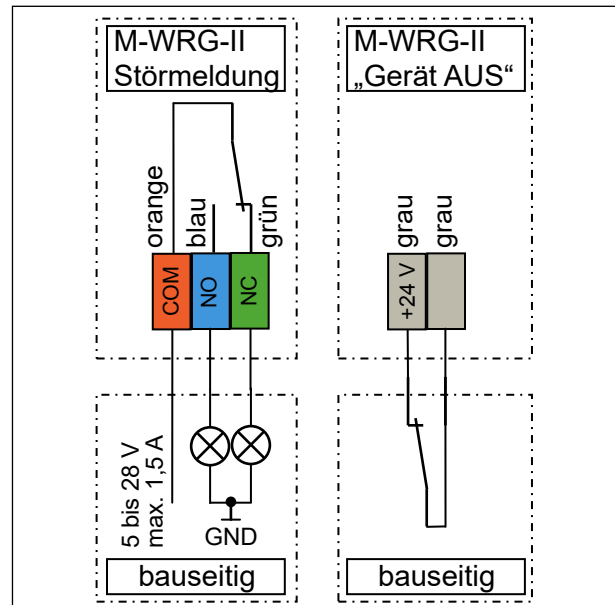 M-WRG-II
Störmeldung
orange
blau
grün
COM
NO
NC
5 bis 28 V
max. 1,5 A
GND
bauseitig
M-WRG-II
„Gerät AUS“
grau
grau
+24 V
bauseitig